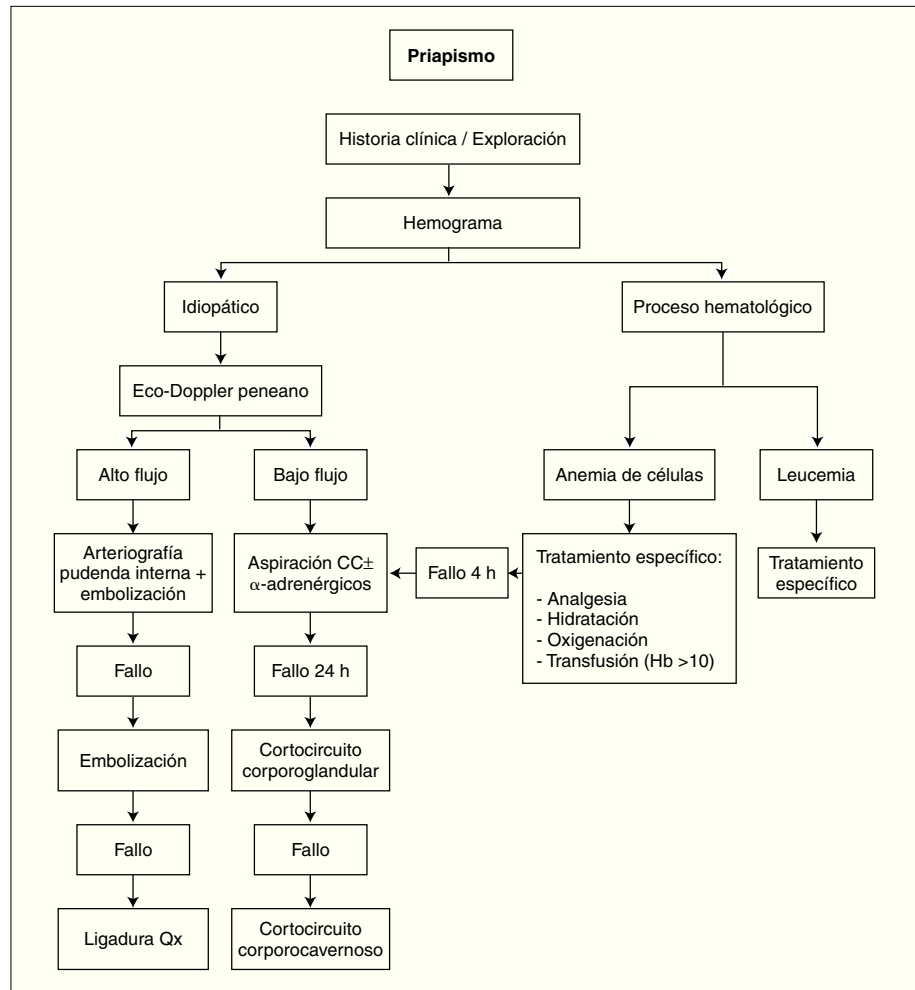 Priapismo
Historia clínica / Exploración
Hemograma
Idiopático
Proceso hematológico
Eco-Doppler peneano
Alto flujo
Bajo flujo
Anemia de células
Leucemia
Arteriografía
pudenda interna +
embolización
Aspiración CC±
α-adrenérgicos
Fallo 4 h
Tratamiento específico:
- Analgesia
- Hidratación
- Oxigenación
- Transfusión (Hb >10)
Tratamiento
específico
Fallo
Fallo 24 h
Embolización
Cortocircuito
corporoglandular
Fallo
Fallo
Ligadura Qx
Cortocircuito
corporocavernoso